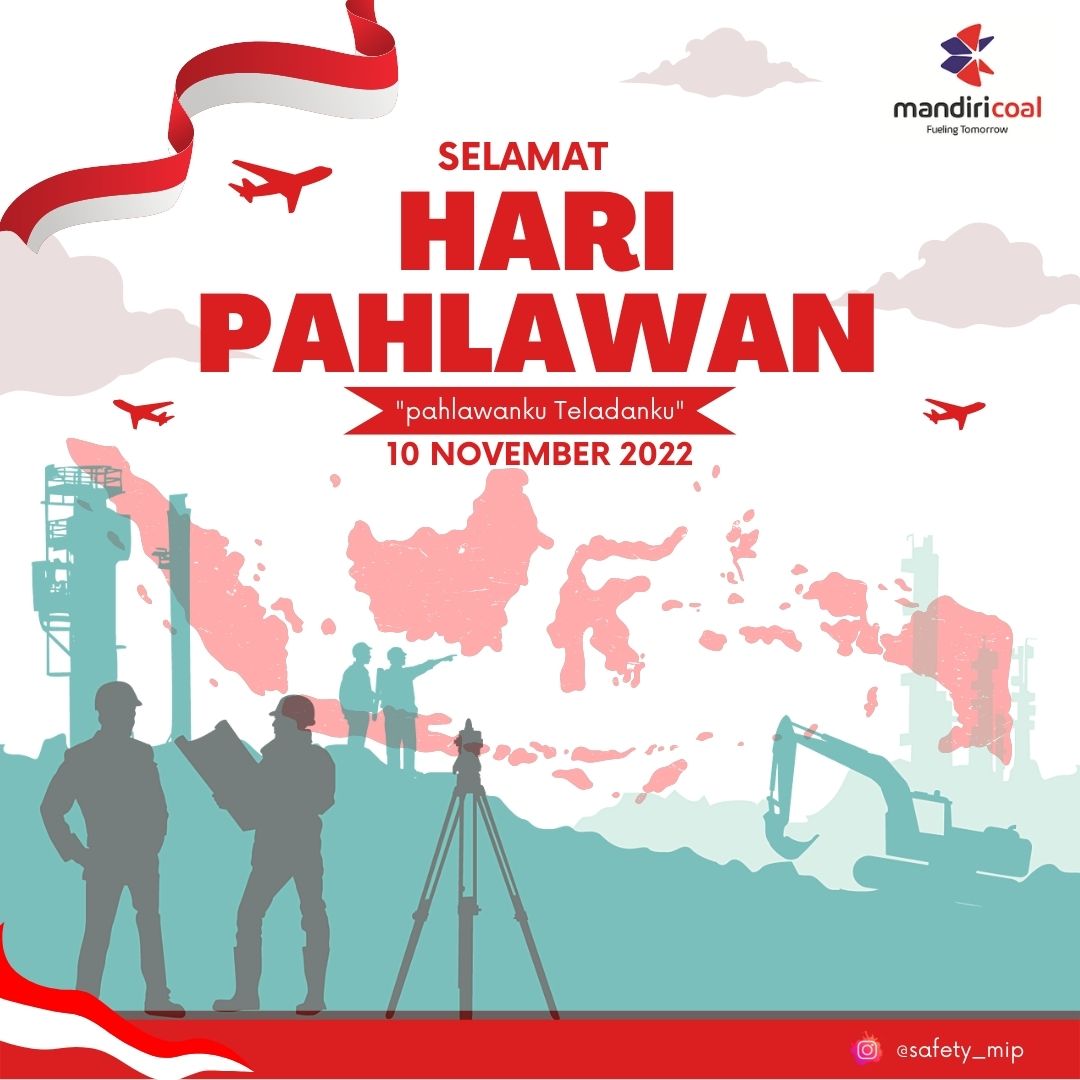 mandiricoal
Fueling Tomorrow
SELAMAT
HARI
PAHLAWAN
"pahlawanku Teladanku"
10 NOVEMBER 2022
@safety_mip